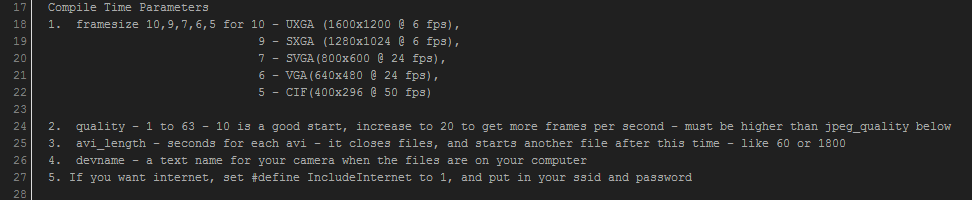 17 Compile Time Parameters
18 1. framesize 10,9,7,6,5 for 10 - UXGA (1600x1200 @ 6 fps),
19 9 - SXGA (1280x1024 @ 6 fps),
20 7 - SVGA(800x600 @ 24 fps),
21 6 - VGA(640x480 @ 24 fps),
22 5 - CIF(400x296 @ 50 fps)
23
24 2. quality - 1 to 63 - 10 is a good start, increase to 20 to get more frames per second - must be higher than jpeg_quality below
25 3. avi_length - seconds for each avi - it closes files, and starts another file after this time - like 60 or 1800
26 4. devname - a text name for your camera when the files are on your computer
27 5. If you want internet, set #define IncludeInternet to 1, and put in your ssid and password
28